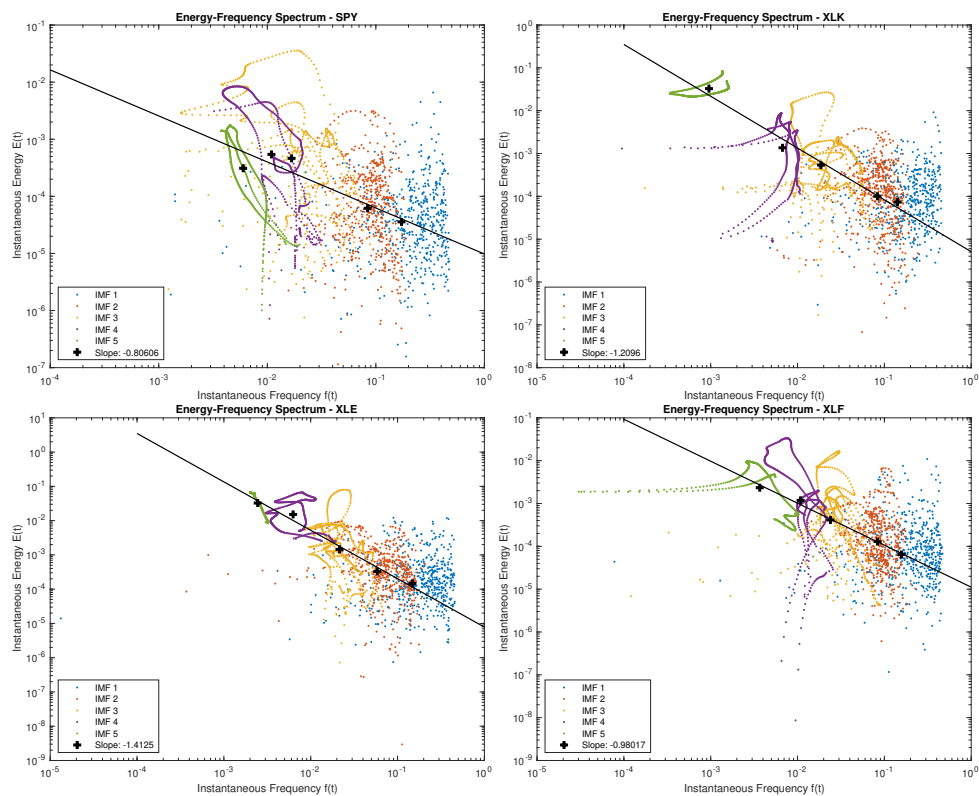 Energy-Frequency Spectrum - SPY
Instantaneous Energy E(t)
10^-1
10^-2
10^-3
10^-4
10^-5
10^-6
10^-7
IMF 1
IMF 2
IMF 3
IMF 4
IMF 5
Slope: -0.80606
10^-4 10^-3 10^-2 10^-1 10^0
Instantaneous Frequency f(t)
Energy-Frequency Spectrum - XLK
Instantaneous Energy E(t)
10^0
10^-1
10^-2
10^-3
10^-4
10^-5
10^-6
10^-7
10^-8
IMF 1
IMF 2
IMF 3
IMF 4
IMF 5
Slope: -1.2096
10^-5 10^-4 10^-3 10^-2 10^-1 10^0
Instantaneous Frequency f(t)
Energy-Frequency Spectrum - XLE
Instantaneous Energy E(t)
10^1
10^0
10^-1
10^-2
10^-3
10^-4
10^-5
10^-6
10^-7
10^-8
10^-9
IMF 1
IMF 2
IMF 3
IMF 4
IMF 5
Slope: -1.4125
10^-5 10^-4 10^-3 10^-2 10^-1 10^0
Instantaneous Frequency f(t)
Energy-Frequency Spectrum - XLF
Instantaneous Energy E(t)
10^-1
10^-2
10^-3
10^-4
10^-5
10^-6
10^-7
10^-8
10^-9
IMF 1
IMF 2
IMF 3
IMF 4
IMF 5
Slope: -0.98017
10^-5 10^-4 10^-3 10^-2 10^-1 10^0
Instantaneous Frequency f(t)